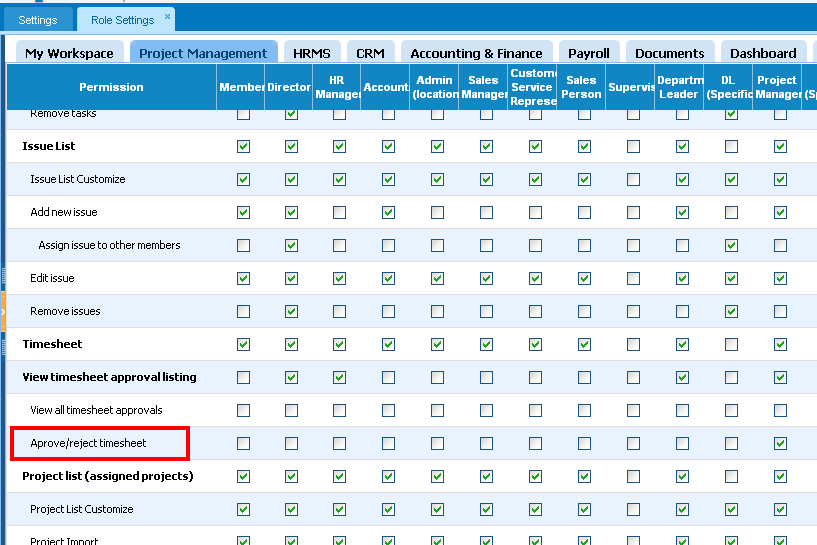 Settings
Role Settings
My Workspace
Project Management
HRMS
CRM
Accounting & Finance
Payroll
Documents
Dashboard
Permission
Member
Director
HR
Manager
Account
Admin
(location
Sales
Manager
Custome
Service
Represe
Sales
Person
Supervis
Departm
Leader
DL
(Specific
Project
Manager
(Sp
Remove tasks
Issue List
Issue List Customize
Add new issue
Assign issue to other members
Edit issue
Remove issues
Timesheet
View timesheet approval listing
View all timesheet approvals
Aprove/reject timesheet
Project list (assigned projects)
Project List Customize
Project Import